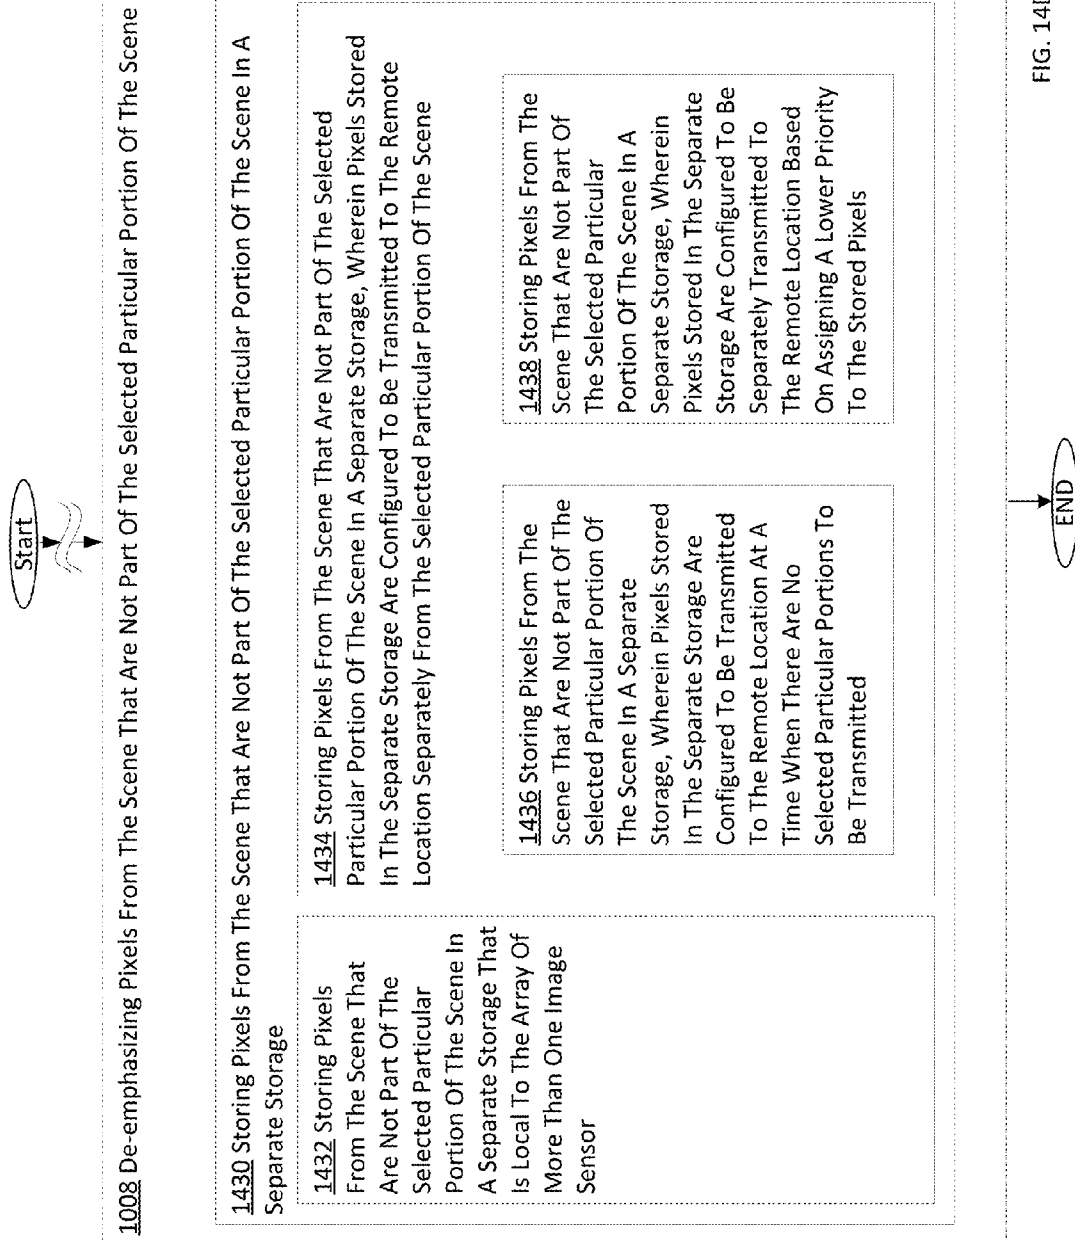 Start
1008 De-emphasizing Pixels From The Scene That Are Not Part Of The Selected Particular Portion Of The Scene
1430 Storing Pixels From The Scene That Are Not Part Of The Selected Particular Portion Of The Scene In A
Separate Storage
1432 Storing Pixels
From The Scene That
Are Not Part Of The
Selected Particular
Portion Of The Scene In
A Separate Storage That
Is Local To The Array Of
More Than One Image
Sensor
1434 Storing Pixels From The Scene That Are Not Part Of The Selected
Particular Portion Of The Scene In A Separate Storage, Wherein Pixels Stored
In The Separate Storage Are Configured To Be Transmitted To The Remote
Location Separately From The Selected Particular Portion Of The Scene
1436 Storing Pixels From The
Scene That Are Not Part Of The
Selected Particular Portion Of
The Scene In A Separate
Storage, Wherein Pixels Stored
In The Separate Storage Are
Configured To Be Transmitted
To The Remote Location At A
Time When There Are No
Selected Particular Portions To
Be Transmitted
1438 Storing Pixels From The
Scene That Are Not Part Of
The Selected Particular
Portion Of The Scene In A
Separate Storage, Wherein
Pixels Stored In The Separate
Storage Are Configured To Be
Separately Transmitted To
The Remote Location Based
On Assigning A Lower Priority
To The Stored Pixels
END
FIG.